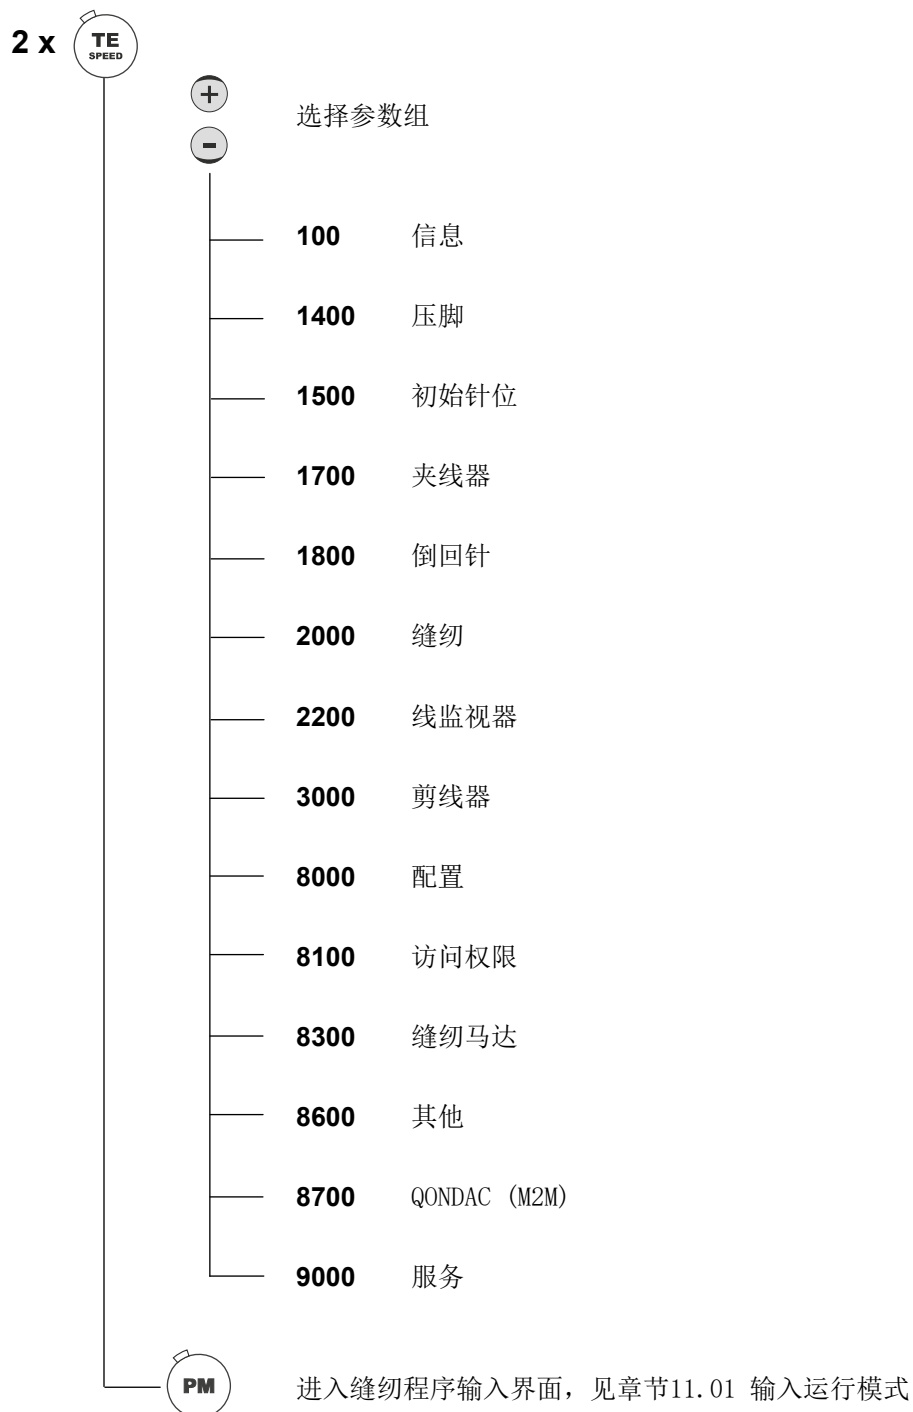 2 x TE
SPEED
+
选择参数组
-
100 信息
1400 压脚
1500 初始针位
1700 夹线器
1800 倒回针
2000 缝纫
2200 线监视器
3000 剪线器
8000 配置
8100 访问权限
8300 缝纫马达
8600 其他
8700 QONDAC (M2M)
9000 服务
PM 进入缝纫程序输入界面，见章节11.01 输入运行模式